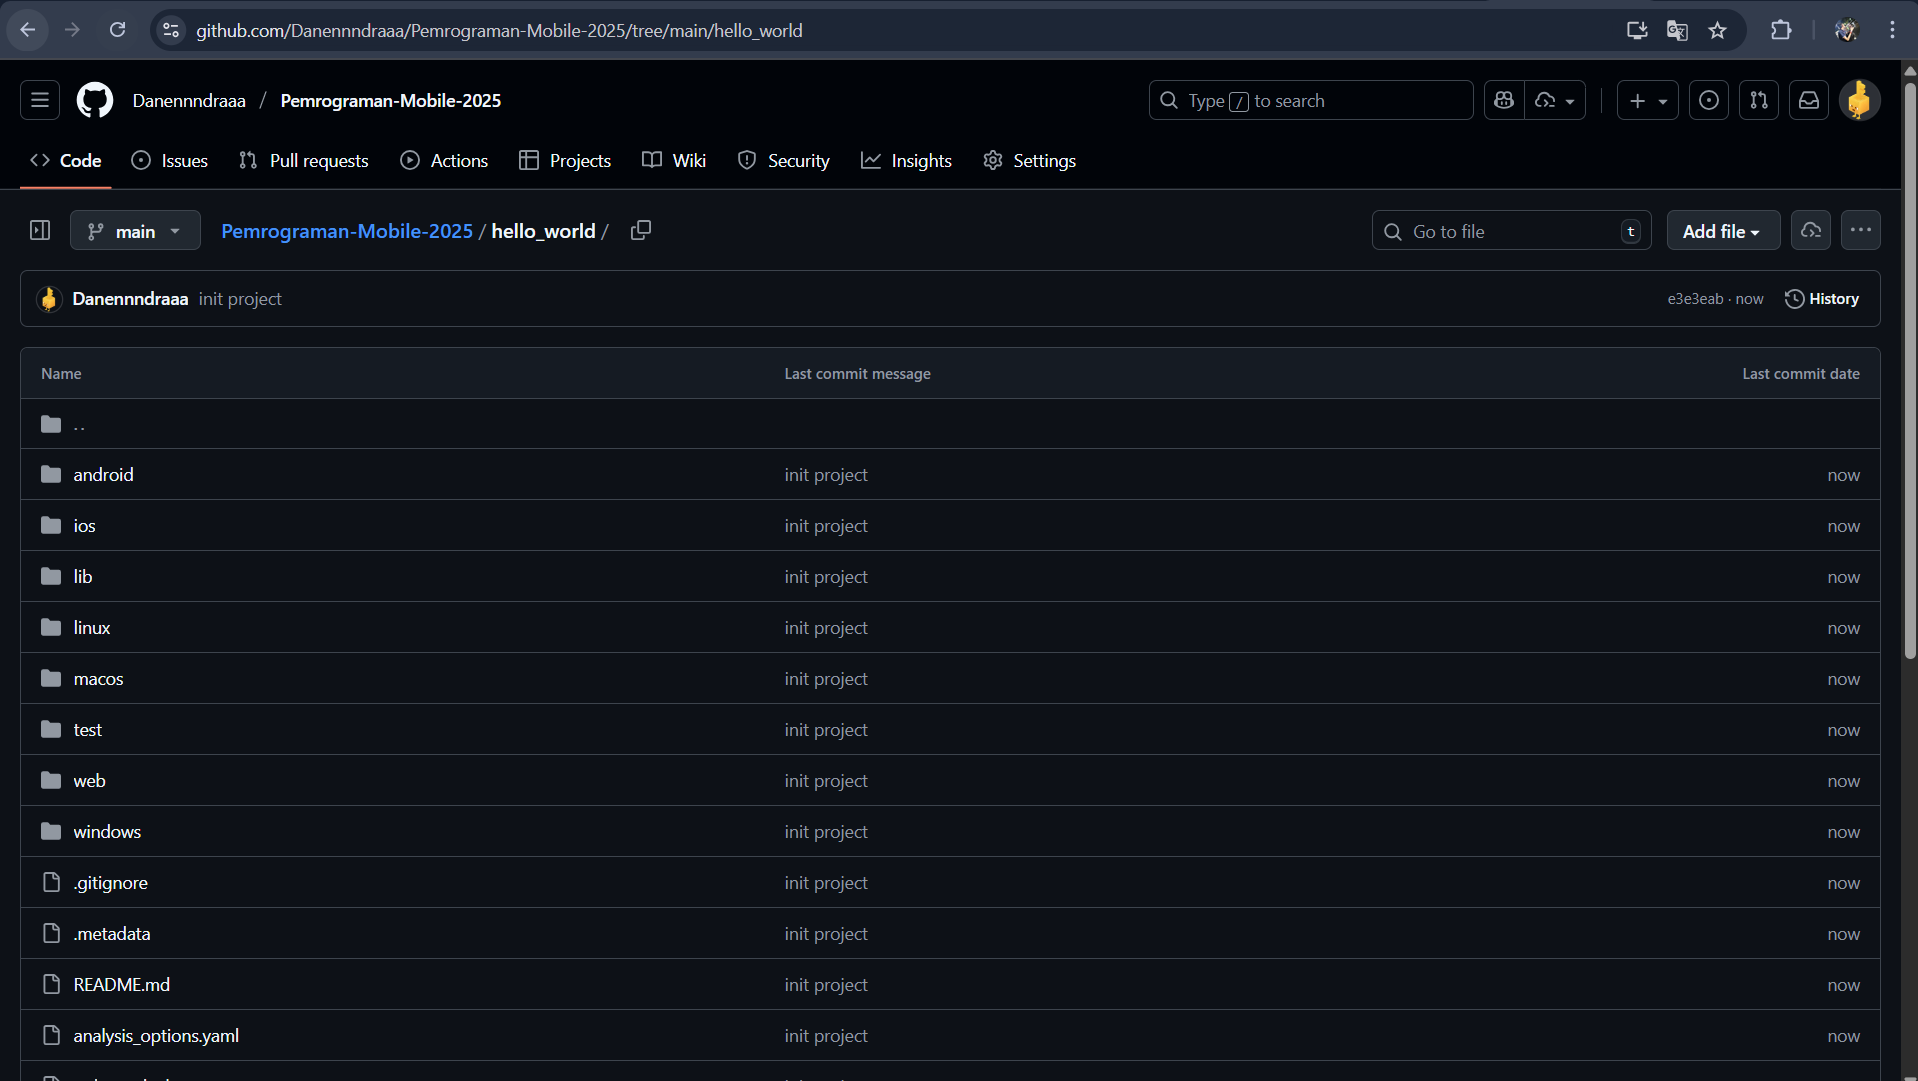 github.com/Danennndraaa/Pemrograman-Mobile-2025/tree/main/hello_world
Danennndraaa / Pemrograman-Mobile-2025
Type / to search
Code Issues Pull requests Actions Projects Wiki Security Insights Settings
main Pemrograman-Mobile-2025 / hello_world /
Go to file t Add file
Danennndraaa init project e3e3eab · now History
Name Last commit message Last commit date
..
android init project now
ios init project now
lib init project now
linux init project now
macos init project now
test init project now
web init project now
windows init project now
.gitignore init project now
.metadata init project now
README.md init project now
analysis_options.yaml init project now